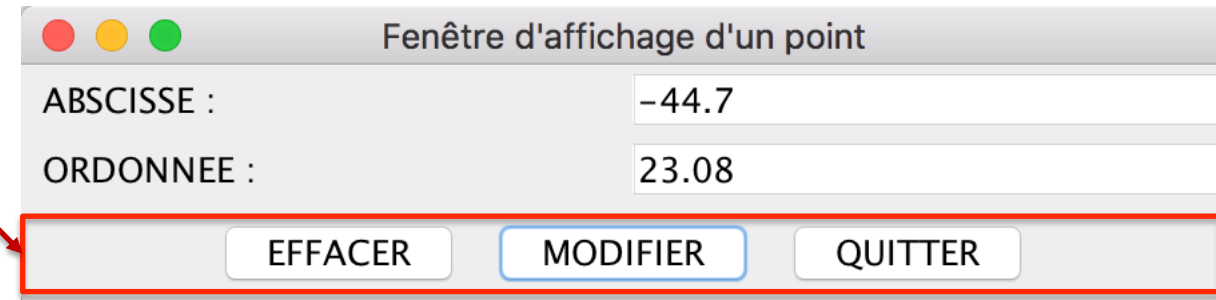 Fenêtre d'affichage d'un point
ABSCISSE : -44.7
ORDONNEE : 23.08
EFFACER MODIFIER QUITTER